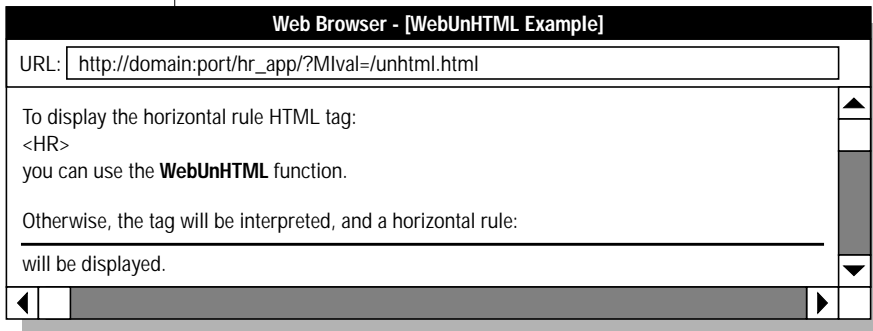 Web Browser - [WebUnHTML Example]
URL: http://domain:port/hr_app/?MIval=/unhtml.html
To display the horizontal rule HTML tag:
<HR>
you can use the WebUnHTML function.
Otherwise, the tag will be interpreted, and a horizontal rule:
will be displayed.